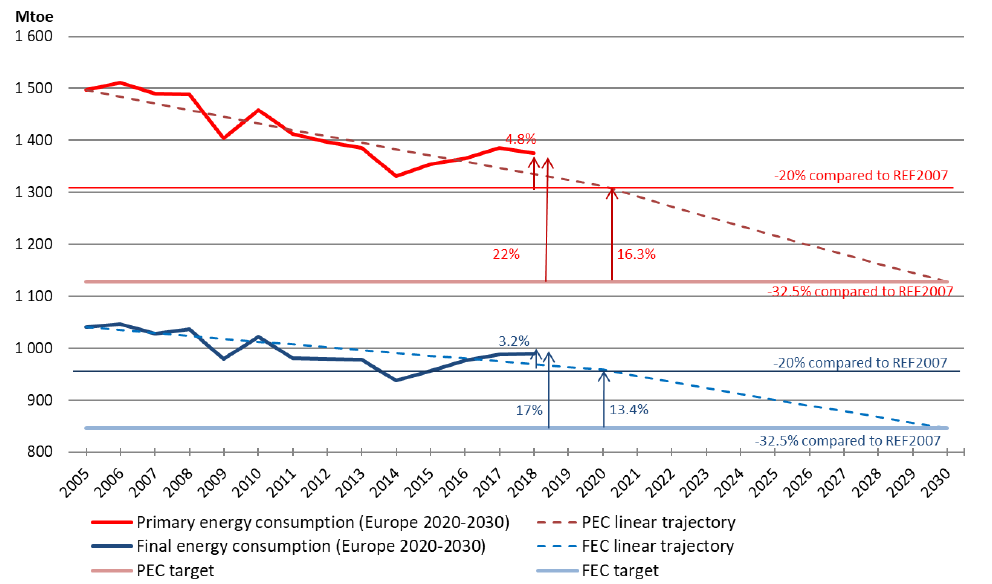 Mtoe
1 600
1 500
1 400
4.8%
-20% compared to REF2007
1 300
1 200
22%
16.3%
-32.5% compared to REF2007
1 100
1 000
3.2%
-20% compared to REF2007
900
17%
13.4%
-32.5% compared to REF2007
800
2005 2006 2007 2008 2009 2010 2011 2012 2013 2014 2015 2016 2017 2018 2019 2020 2021 2022 2023 2024 2025 2026 2027 2028 2029 2030
Primary energy consumption (Europe 2020-2030) PEC linear trajectory
Final energy consumption (Europe 2020-2030) FEC linear trajectory
PEC target FEC target